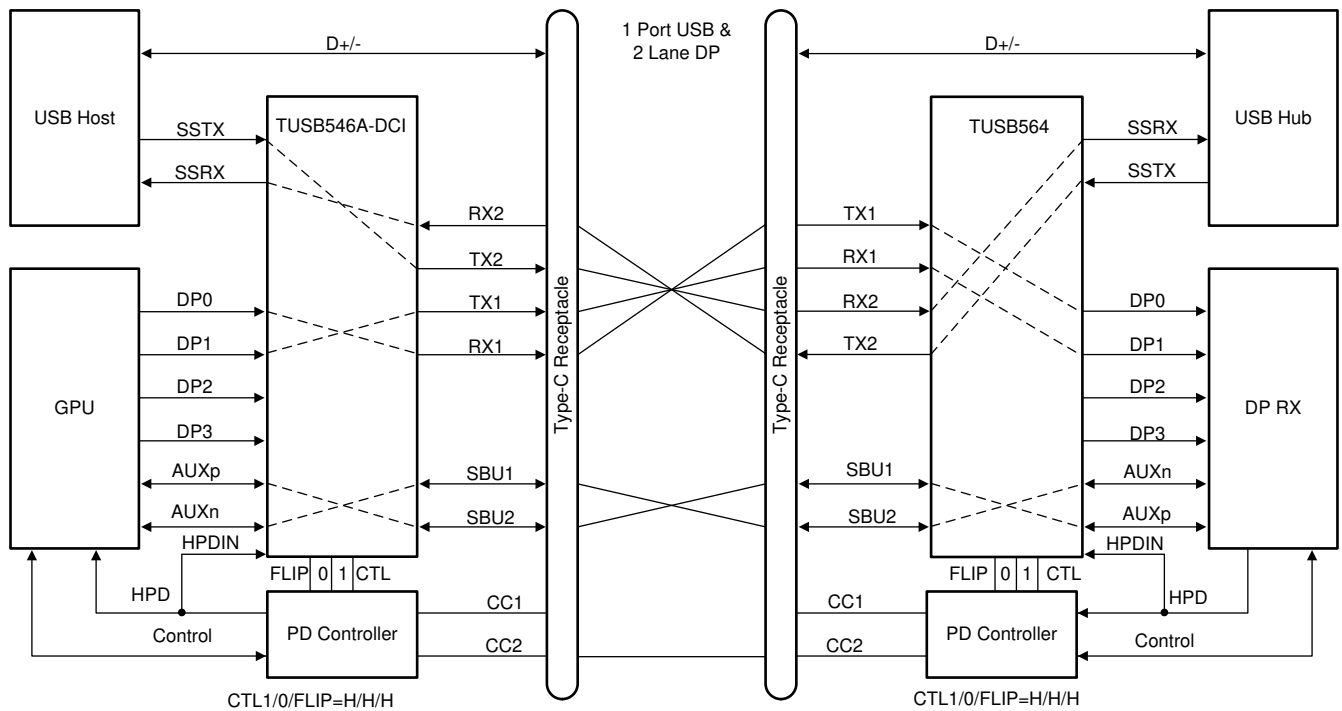 1 Port USB &
2 Lane DP
D+/-
D+/-
USB Host
TUSB546A-DCI
TUSB564
USB Hub
SSTX
SSRX
SSRX
SSTX
RX2
TX2
TX1
RX1
TX1
RX1
RX2
TX2
Type-C Receptacle
Type-C Receptacle
GPU
DP0
DP1
DP2
DP3
AUXp
AUXn
HPDIN
SBU1
SBU2
SBU1
SBU2
DP0
DP1
DP2
DP3
AUXn
AUXp
HPDIN
DP RX
FLIP 0 1 CTL
FLIP 0 1 CTL
HPD
Control
PD Controller
CC1
CC2
CC1
CC2
PD Controller
HPD
Control
CTL1/0/FLIP=H/H/H
CTL1/0/FLIP=H/H/H